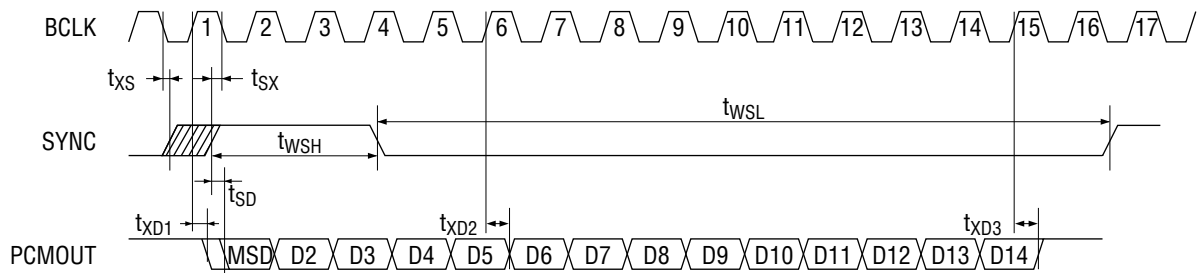 BCLK 1 2 3 4 5 6 7 8 9 10 11 12 13 14 15 16 17
tXS tSX
tWSL
SYNC
tWSH
tSD
tXD1 tXD2 tXD3
PCMOUT MSD D2 D3 D4 D5 D6 D7 D8 D9 D10 D11 D12 D13 D14